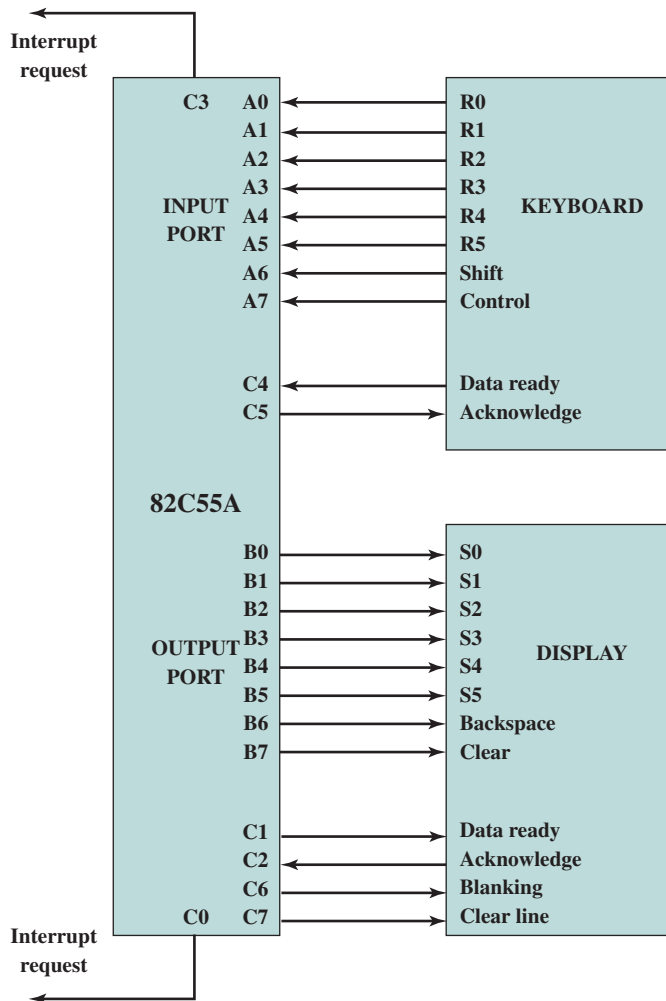 Interrupt
request
C3 A0 R0
A1 R1
A2 R2
A3 R3
INPUT
PORT
KEYBOARD
A4 R4
A5 R5
A6 Shift
A7 Control
C4 Data ready
C5 Acknowledge
82C55A
B0 S0
B1 S1
B2 S2
B3 S3
OUTPUT
PORT
DISPLAY
B4 S4
B5 S5
B6 Backspace
B7 Clear
C1 Data ready
C2 Acknowledge
C6 Blanking
C0 C7 Clear line
Interrupt
request